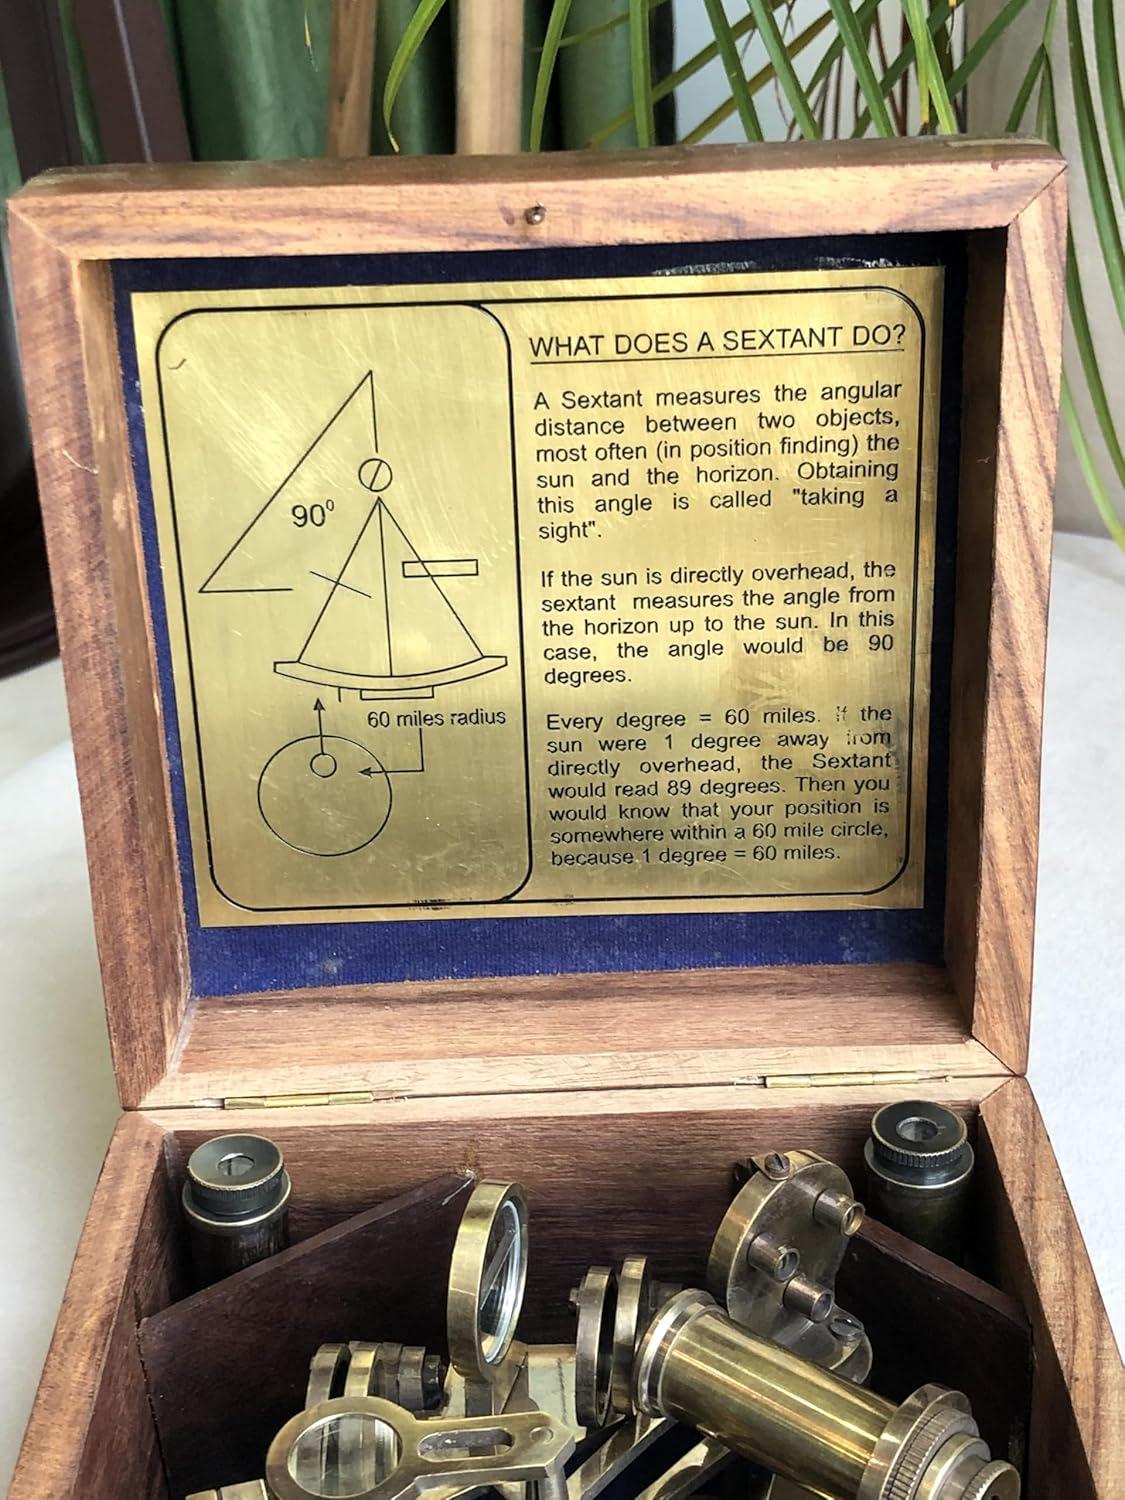 90⁰
60 miles radius
WHAT DOES A SEXTANT DO?
A Sextant measures the angular
distance between two objects,
most often (in position finding) the
sun and the horizon. Obtaining
this angle is called "taking a
sight".
If the sun is directly overhead, the
sextant measures the angle from
the horizon up to the sun. In this
case, the angle would be 90
degrees.
Every degree = 60 miles. If the
sun were 1 degree away from
directly overhead, the Sextant
would read 89 degrees. Then you
would know that your position is
somewhere within a 60 mile circle,
because 1 degree = 60 miles.